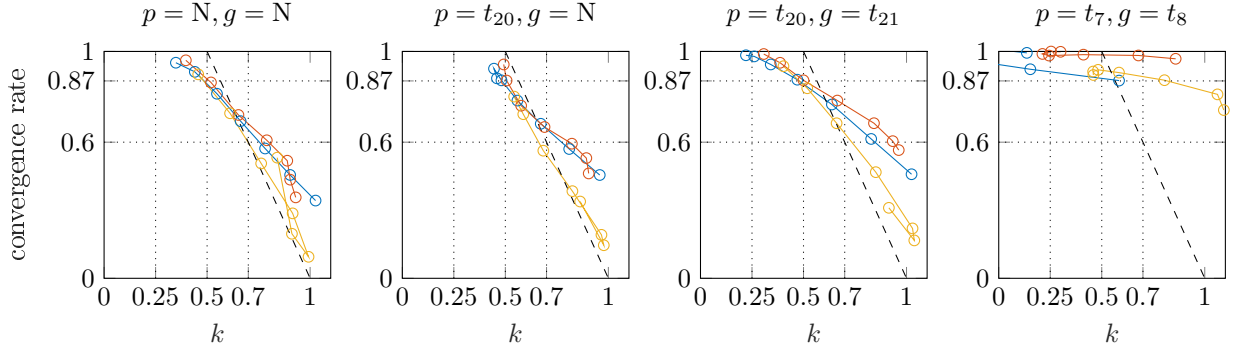 p = N, g = N
p = t₂₀, g = N
p = t₂₀, g = t₂₁
p = t₇, g = t₈
convergence rate
1
0.87
0.6
0
0 0.25 0.5 0.7 1
k
1
0.87
0.6
0
0 0.25 0.5 0.7 1
k
1
0.87
0.6
0
0 0.25 0.5 0.7 1
k
1
0.87
0.6
0
0 0.25 0.5 0.7 1
k